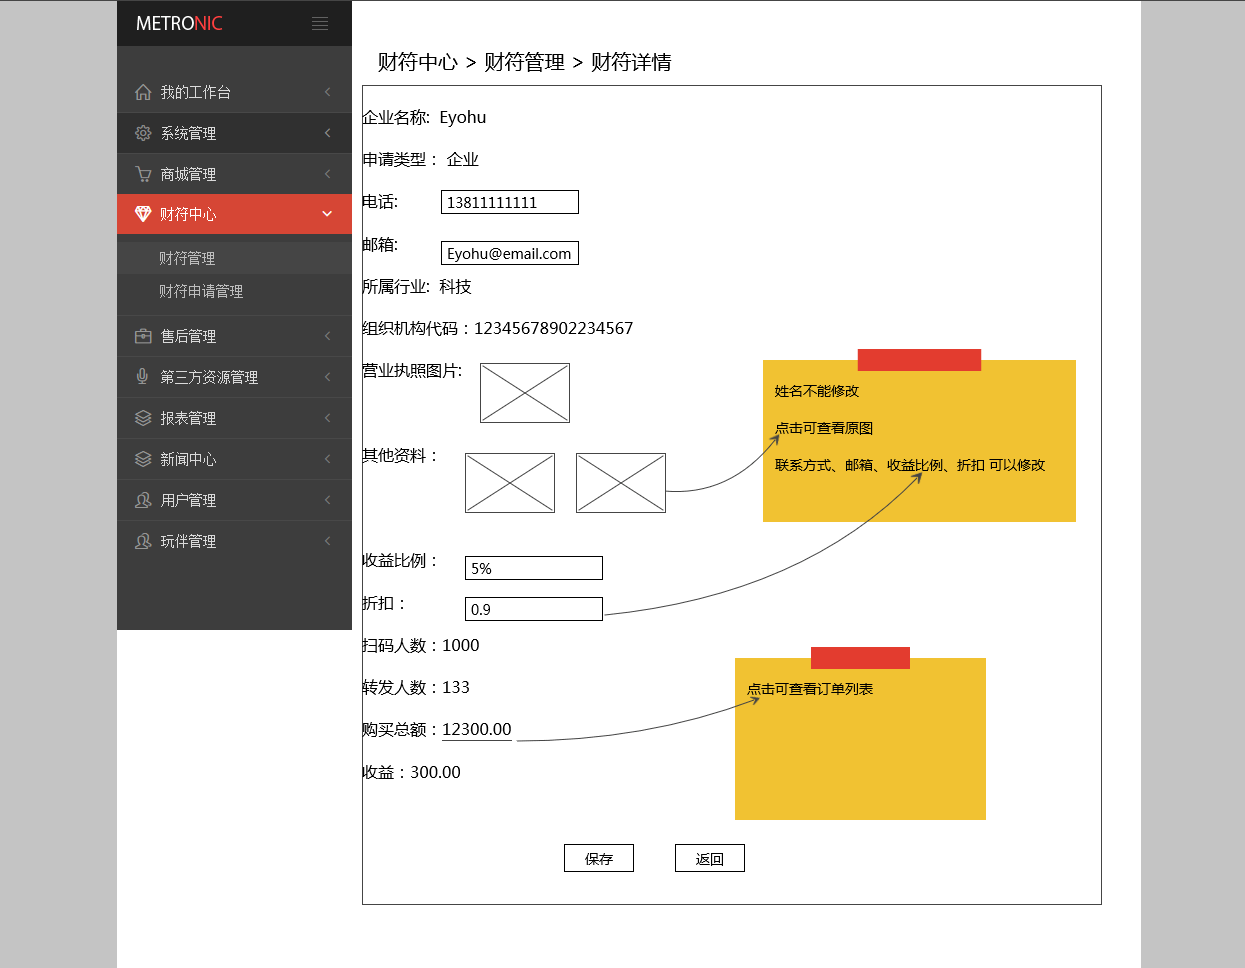 METRONIC
我的工作台
系统管理
商城管理
财符中心
财符管理
财符申请管理
售后管理
第三方资源管理
报表管理
新闻中心
用户管理
玩伴管理
财符中心 > 财符管理 > 财符详情
企业名称: Eyohu
申请类型： 企业
电话: 13811111111
邮箱: Eyohu@email.com
所属行业: 科技
组织机构代码：12345678902234567
营业执照图片:
其他资料：
收益比例： 5%
折扣： 0.9
扫码人数：1000
转发人数：133
购买总额：12300.00
收益：300.00
保存 返回
姓名不能修改
点击可查看原图
联系方式、邮箱、收益比例、折扣 可以修改
点击可查看订单列表